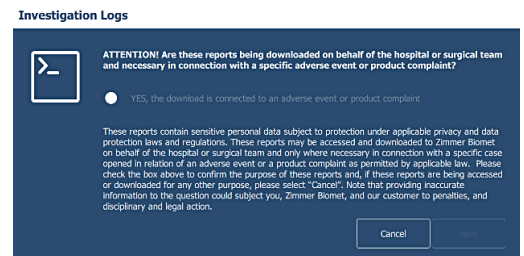 Investigation Logs
ATTENTION! Are these reports being downloaded on behalf of the hospital or surgical team
and necessary in connection with a specific adverse event or product complaint?
YES, the download is connected to an adverse event or product complaint
These reports contain sensitive personal data subject to protection under applicable privacy and data
protection laws and regulations. These reports may be accessed and downloaded to Zimmer Biomet
on behalf of the hospital or surgical team and only where necessary in connection with a specific case
opened in relation of an adverse event or a product complaint as permitted by applicable law. Please
check the box above to confirm the purpose of these reports and, if these reports are being accessed
or downloaded for any other purpose, please select "Cancel". Note that providing inaccurate
information to the question could subject you, Zimmer Biomet, and our customer to penalties, and
disciplinary and legal action.
Cancel Next